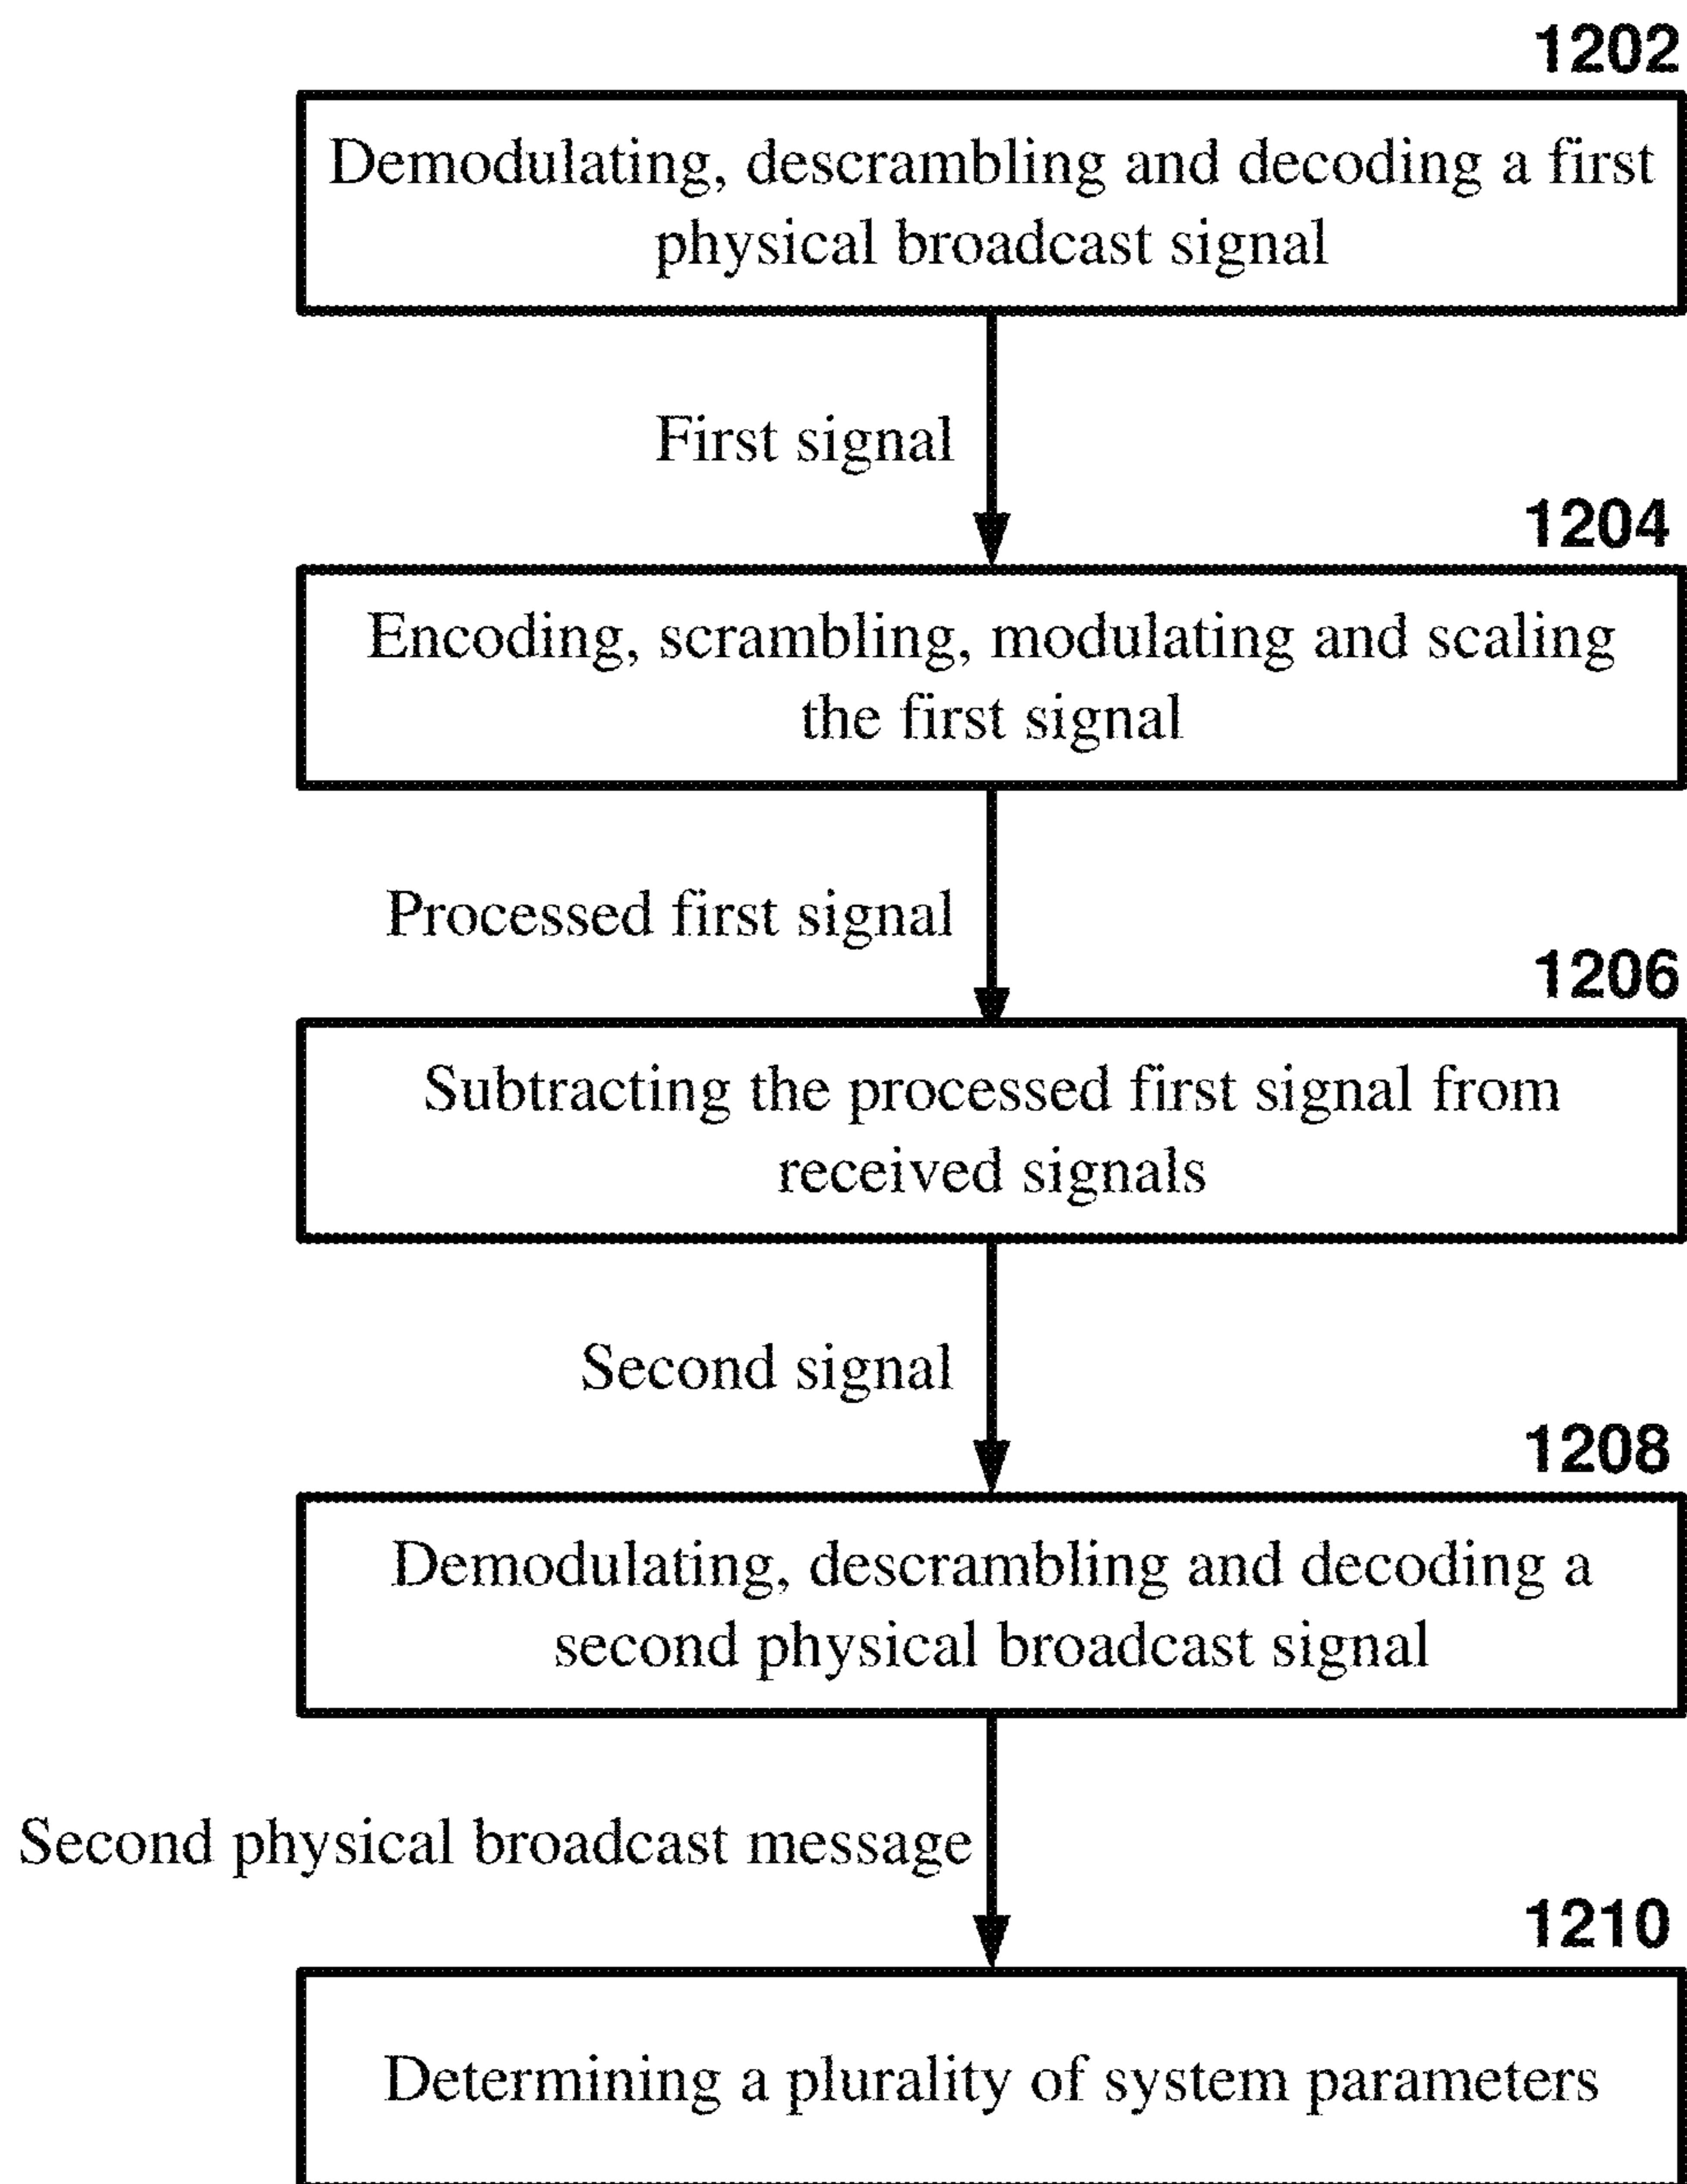 1202
Demodulating, descrambling and decoding a first
physical broadcast signal
First signal
1204
Encoding, scrambling, modulating and scaling
the first signal
Processed first signal
1206
Subtracting the processed first signal from
received signals
Second signal
1208
Demodulating, descrambling and decoding a
second physical broadcast signal
Second physical broadcast message
1210
Determining a plurality of system parameters